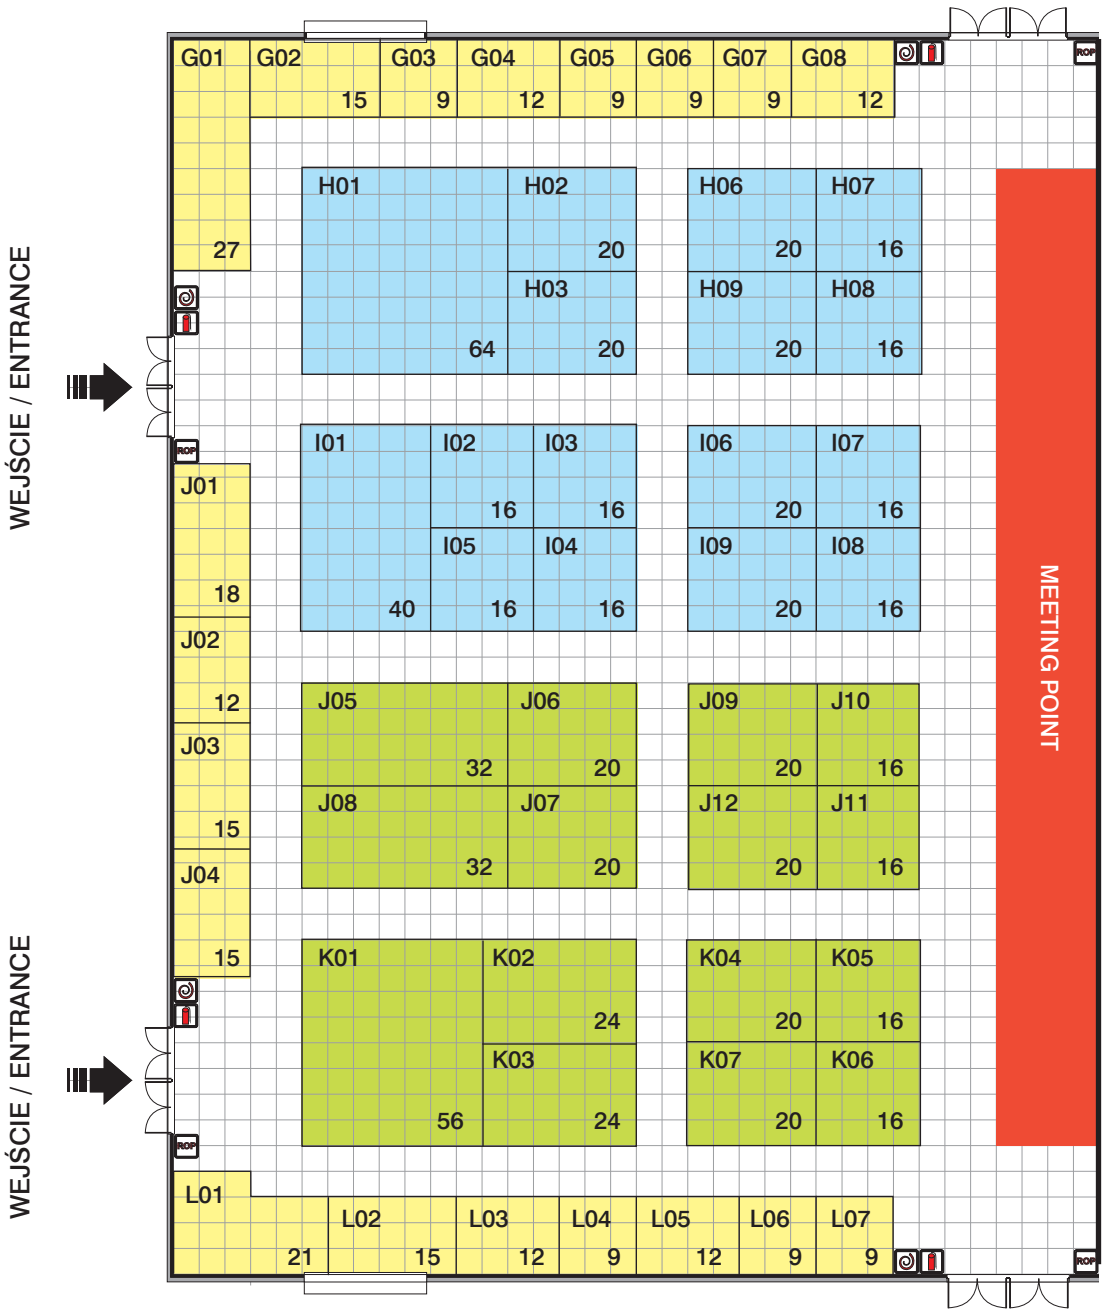 G01 G02 G03 G04 G05 G06 G07 G08
15 9 12 9 9 9 12
27
ROP
H01 H02 H06 H07
20 20 16
H03 H09 H08
64 20 20 16
WEJŚCIE / ENTRANCE
ROP
I01 I02 I03 I06 I07
16 16 20 16
I05 I04 I09 I08
40 16 16 20 16
J01
18
J02
12
J03
15
J04
15
MEETING POINT
J05 J06 J09 J10
32 20 20 16
J08 J07 J12 J11
32 20 20 16
K01 K02 K04 K05
24 20 16
K03 K07 K06
56 24 20 16
WEJŚCIE / ENTRANCE
ROP
L01 L02 L03 L04 L05 L06 L07
21 15 12 9 12 9 9
ROP